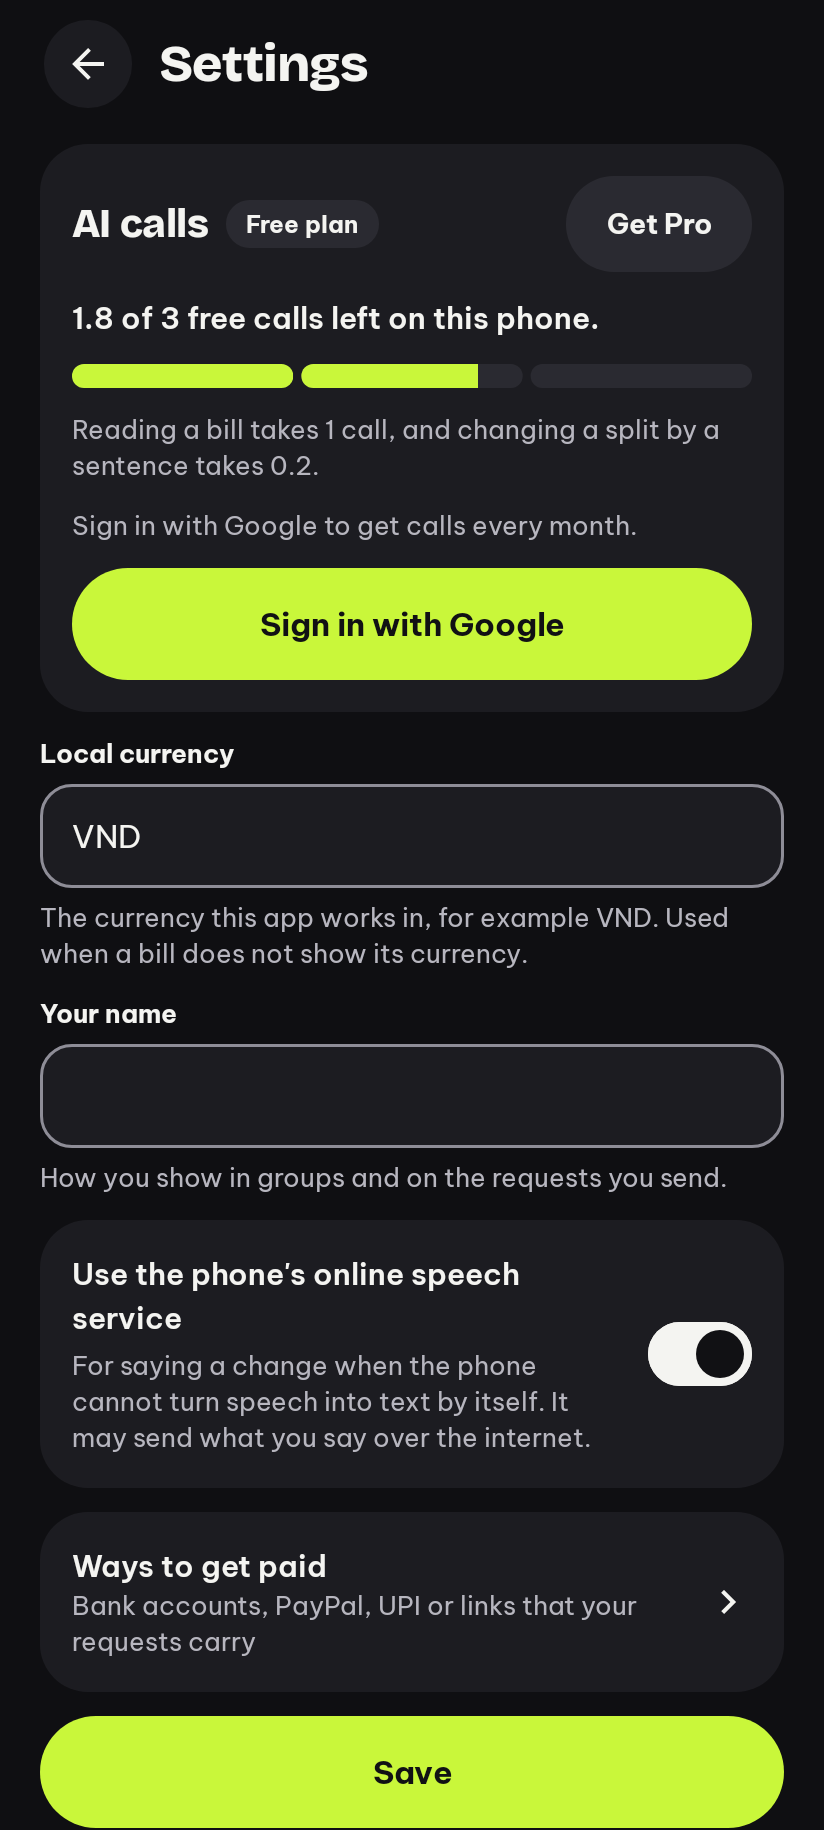 Settings
AI calls
Free plan
Get Pro
1.8 of 3 free calls left on this phone.
Reading a bill takes 1 call, and changing a split by a
sentence takes 0.2.
Sign in with Google to get calls every month.
Sign in with Google
Local currency
VND
The currency this app works in, for example VND. Used
when a bill does not show its currency.
Your name
How you show in groups and on the requests you send.
Use the phone's online speech
service
For saying a change when the phone
cannot turn speech into text by itself. It
may send what you say over the internet.
Ways to get paid
Bank accounts, PayPal, UPI or links that your
requests carry
Save